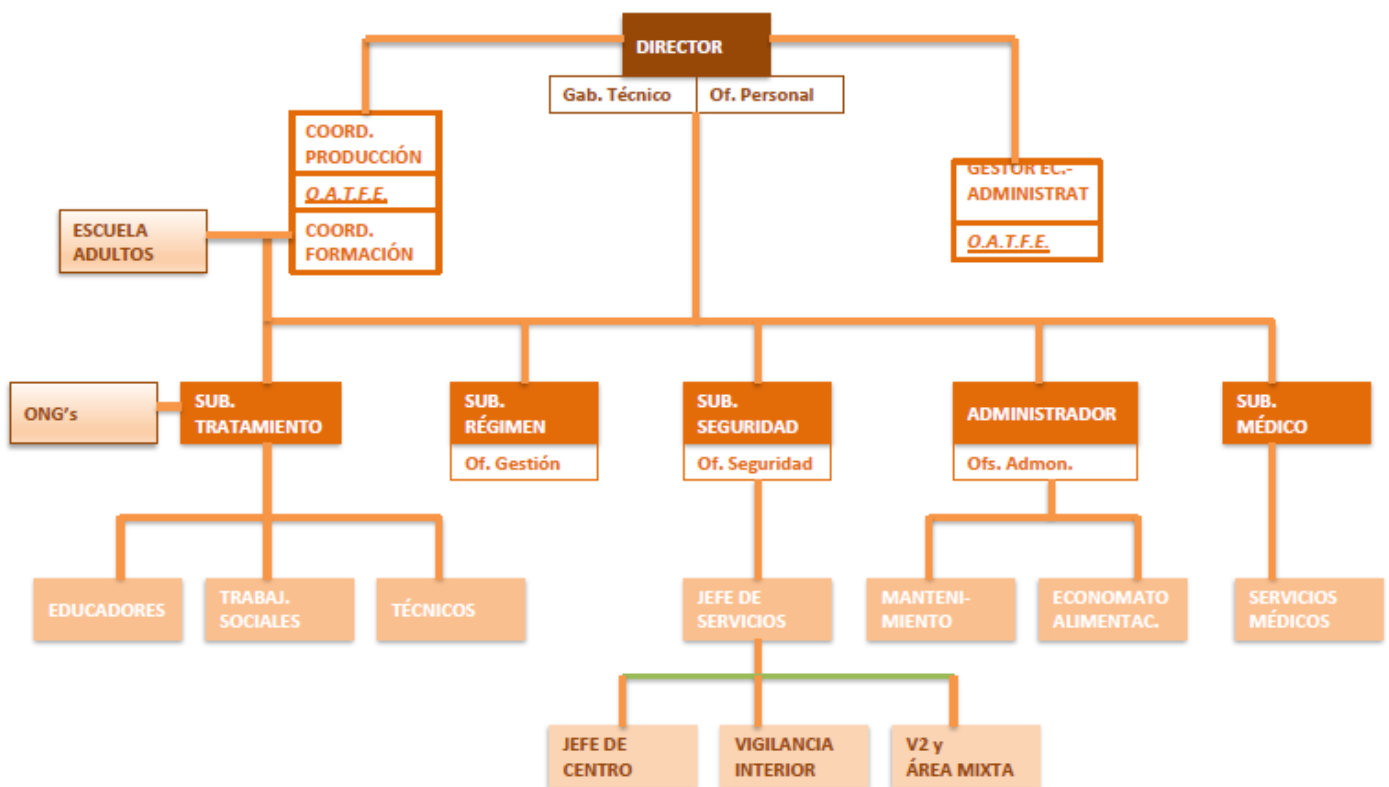 DIRECTOR
Gab. Técnico
Of. Personal
COORD.
PRODUCCIÓN
O.A.T.F.E.
COORD.
FORMACIÓN
GESTOR EC.-
ADMINISTRAT
O.A.T.F.E.
ESCUELA
ADULTOS
ONG's
SUB.
TRATAMIENTO
SUB.
RÉGIMEN
Of. Gestión
SUB.
SEGURIDAD
Of. Seguridad
ADMINISTRADOR
Ofs. Admon.
SUB.
MÉDICO
EDUCADORES
TRABAJ.
SOCIALES
TÉCNICOS
JEFE DE
SERVICIOS
MANTENI-
MIENTO
ECONOMATO
ALIMENTAC.
SERVICIOS
MÉDICOS
JEFE DE
CENTRO
VIGILANCIA
INTERIOR
V2 y
ÁREA MIXTA